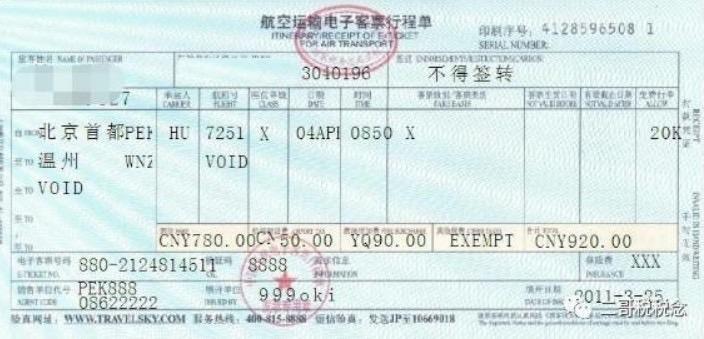 航空运输电子客票行程单
ITINERARY/RECEIPT OF E-TICKET
FOR AIR TRANSPORT
印刷序号: 4128596508 1
SERIAL NUMBER:
旅客姓名 NAME OF PASSENGER
签注 ENDORSEMENTS/RESTRICTIONS(CARBON)
3040196 不得签转
承运人 CARRIER 航班号 FLIGHT 座位等级 CLASS 日期 DATE 时间 TIME 客票级别/客票类别 FARE BASIS 客票生效日期 NOT VALID BEFORE 有效截止日期 NOT VALID AFTER 免费行李 ALLOW
自 FROM 北京首都PEK HU 7251 X 04APR 0850 X 20K
至 TO 温州 WNZ VOID
至 TO VOID
至 TO
至 TO
CNY780.00 CN 50.00 YQ90.00 EXEMPT 合计 TOTAL CNY920.00
电子客票号码 E-TICKET NO. 880-2124814511 验证码 CK 8888 提示信息 INFORMATION 保险费 INSURANCE XXX
销售单位代号 AGENT CODE PEK888 08622222 填开单位 999oki 填开日期 DATE OF ISSUE 2011-3-25
验真网址: WWW.TRAVELSKY.COM 服务热线: 400-815-8888 短信验真: 发送JP至10669018
二哥税税念